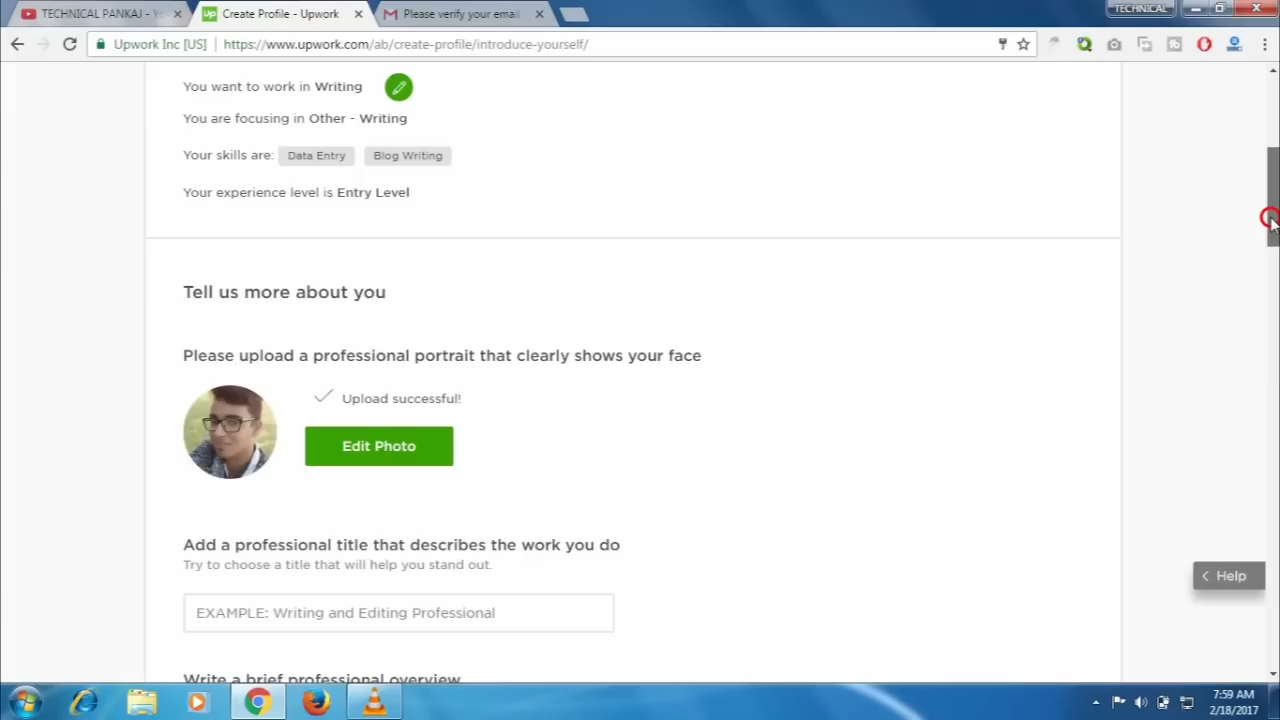 TECHNICAL PANKAJ - Yo
Create Profile - Upwork
Please verify your email
TECHNICAL
Upwork Inc [US]
https://www.upwork.com/ab/create-profile/introduce-yourself/
You want to work in Writing
You are focusing in Other - Writing
Your skills are: Data Entry Blog Writing
Your experience level is Entry Level
Tell us more about you
Please upload a professional portrait that clearly shows your face
Upload successful!
Edit Photo
Add a professional title that describes the work you do
Try to choose a title that will help you stand out.
Help
EXAMPLE: Writing and Editing Professional
Write a brief professional overview
7:59 AM
2/18/2017